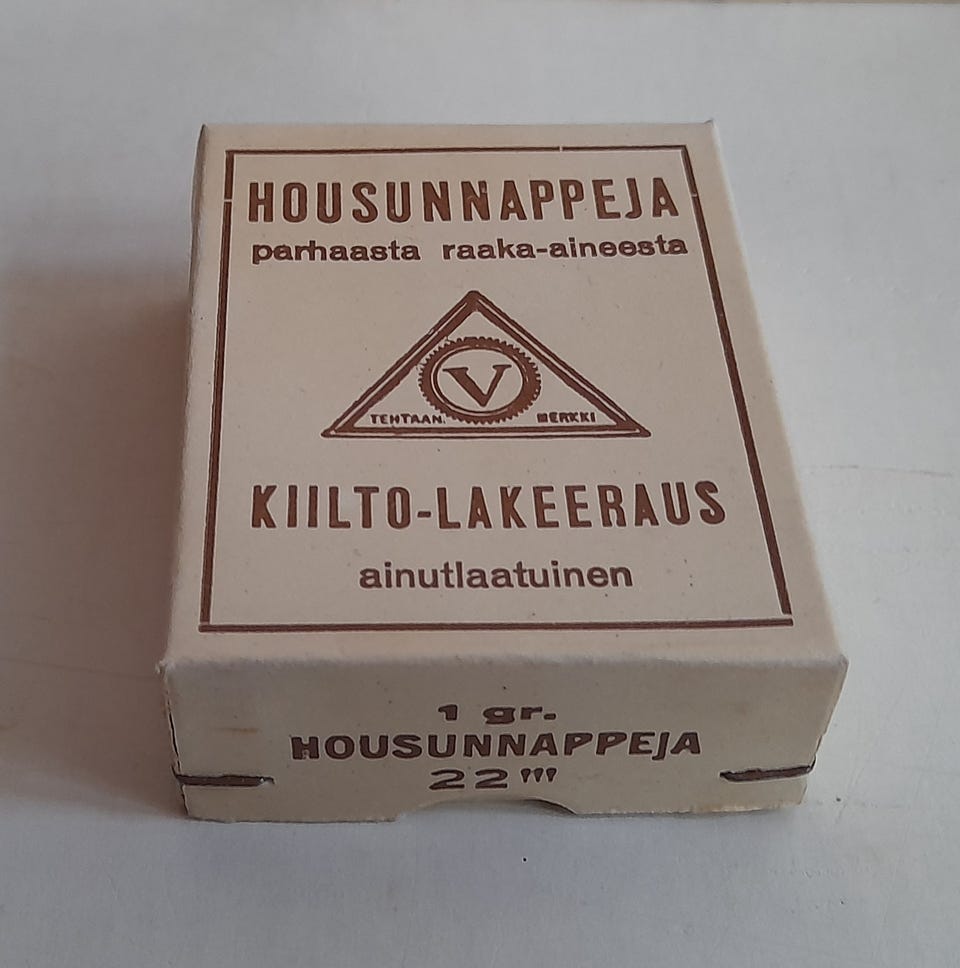 HOUSUNNAPPEJA
parhaasta raaka-aineesta
V
TEHTAAN MERKKI
KIILTO-LAKEERAUS
ainutlaatuinen
1 gr.
HOUSUNNAPPEJA
22'''